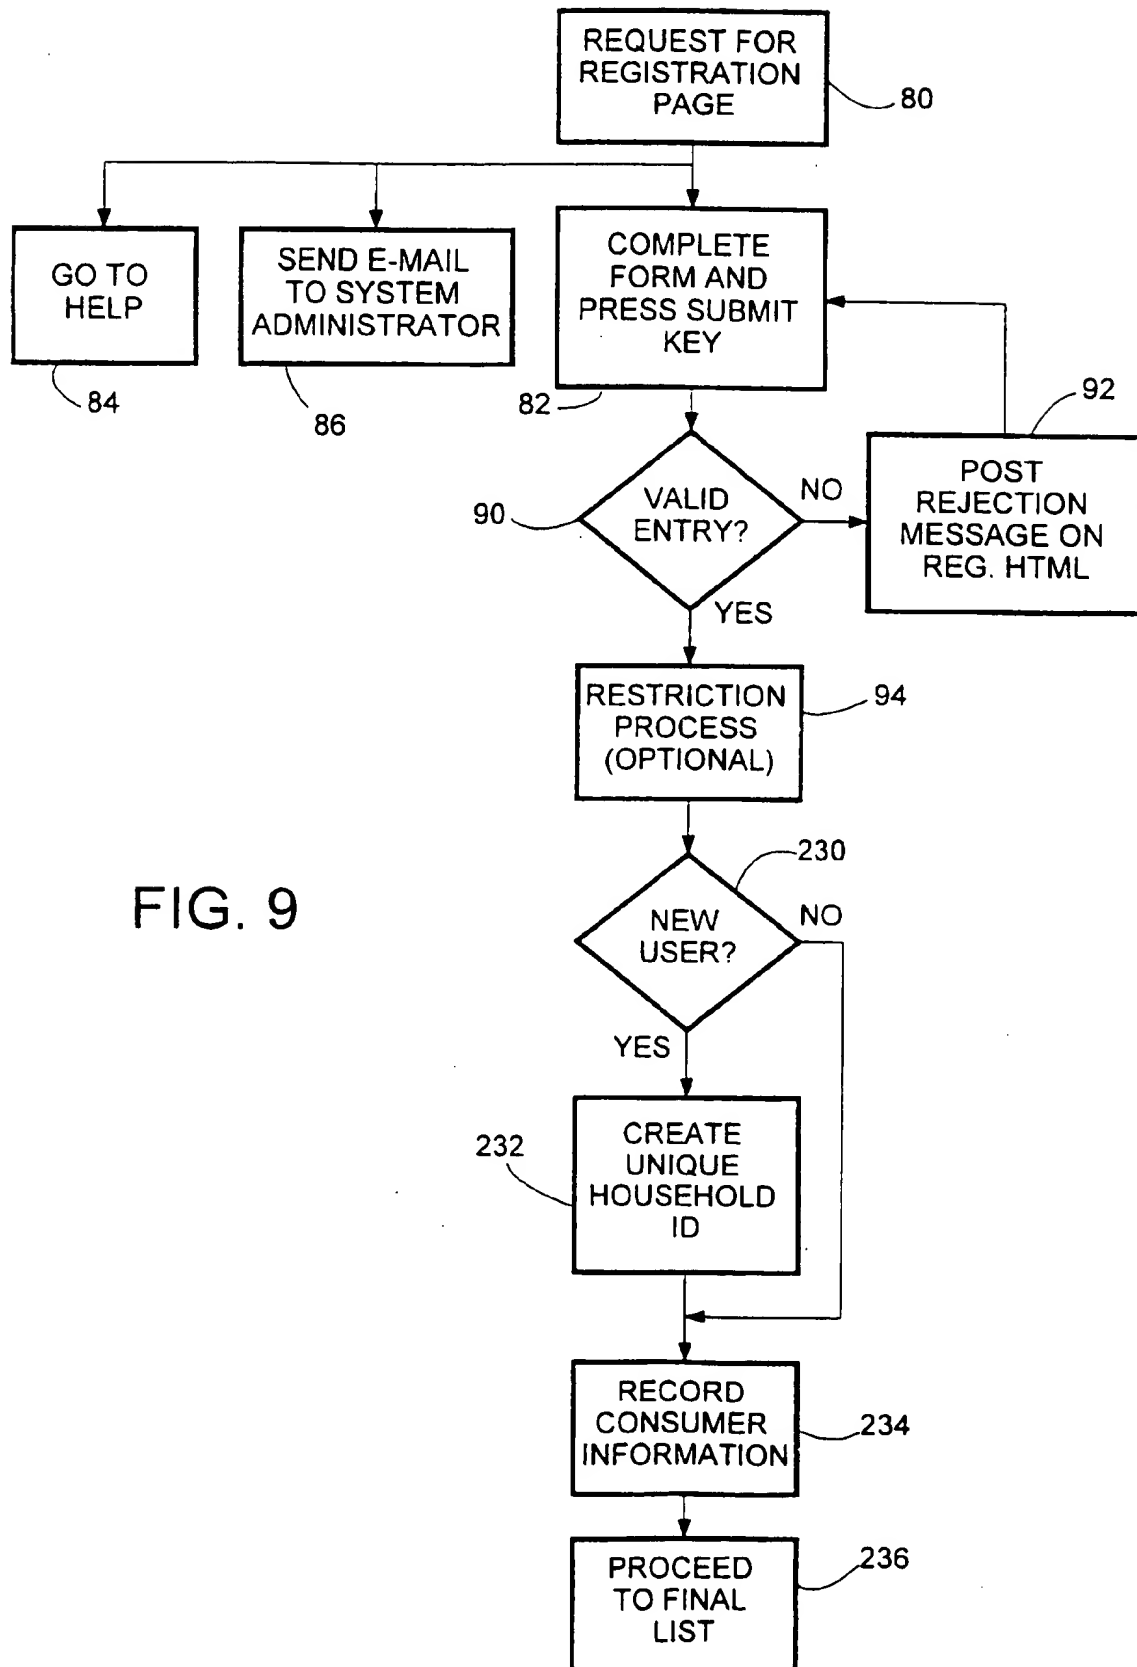 REQUEST FOR
REGISTRATION
PAGE
80
GO TO
HELP
84
SEND E-MAIL
TO SYSTEM
ADMINISTRATOR
86
COMPLETE
FORM AND
PRESS SUBMIT
KEY
82
92
POST
REJECTION
MESSAGE ON
REG. HTML
90
VALID
ENTRY?
NO
YES
RESTRICTION
PROCESS
(OPTIONAL)
94
FIG. 9
230
NEW
USER?
NO
YES
232
CREATE
UNIQUE
HOUSEHOLD
ID
RECORD
CONSUMER
INFORMATION
234
PROCEED
TO FINAL
LIST
236